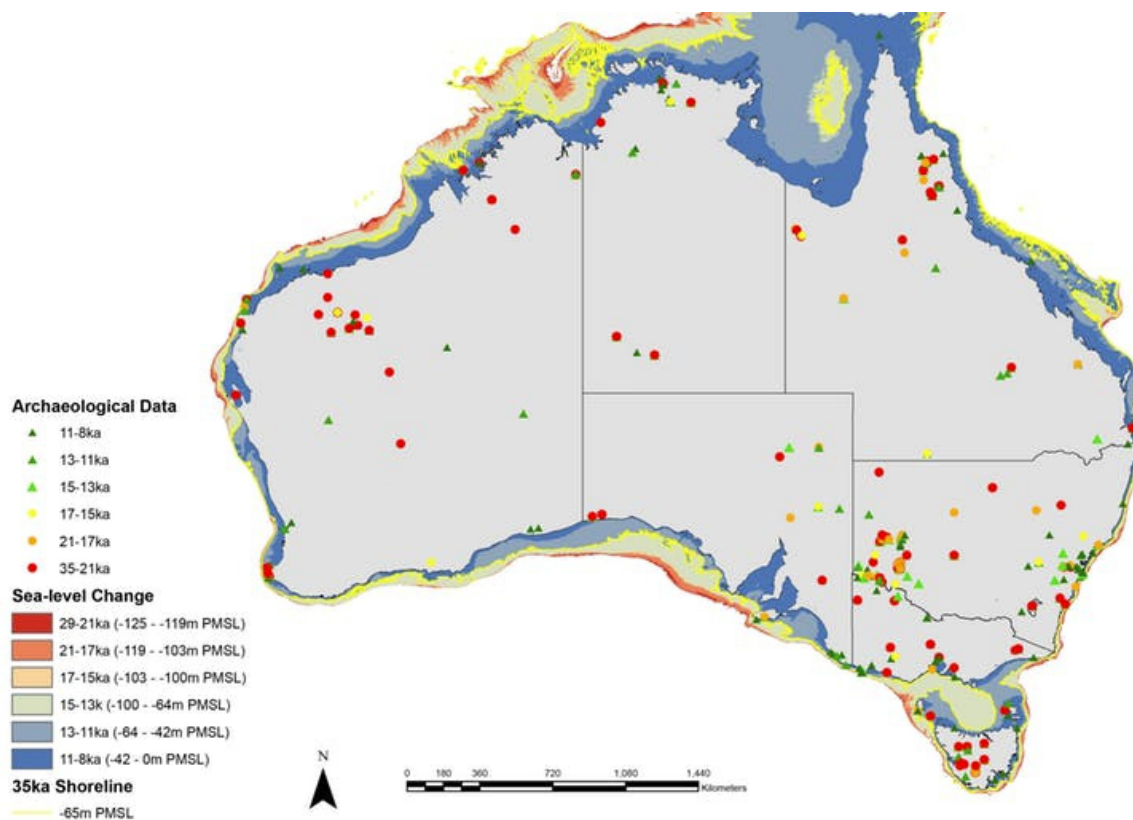 Archaeological Data
11-8ka
13-11ka
15-13ka
17-15ka
21-17ka
35-21ka
Sea-level Change
29-21ka (-125 - -119m PMSL)
21-17ka (-119 - -103m PMSL)
17-15ka (-103 - -100m PMSL)
15-13k (-100 - -64m PMSL)
13-11ka (-64 - -42m PMSL)
11-8ka (-42 - 0m PMSL)
35ka Shoreline
-65m PMSL
N
0 180 360 720 1,080 1,440
Kilometers